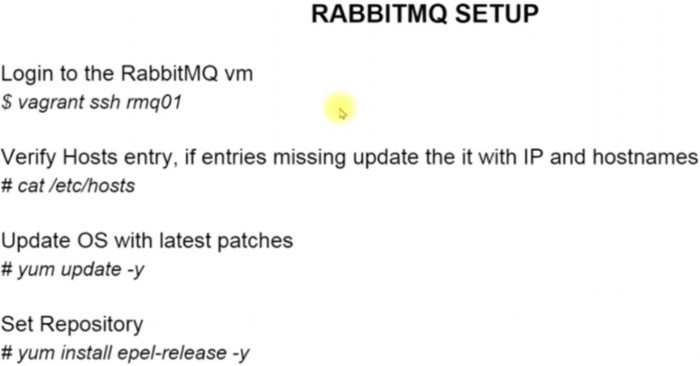 RABBITMQ SETUP
Login to the RabbitMQ vm
$ vagrant ssh rmq01
Verify Hosts entry, if entries missing update the it with IP and hostnames
# cat /etc/hosts
Update OS with latest patches
# yum update -y
Set Repository
# yum install epel-release -y